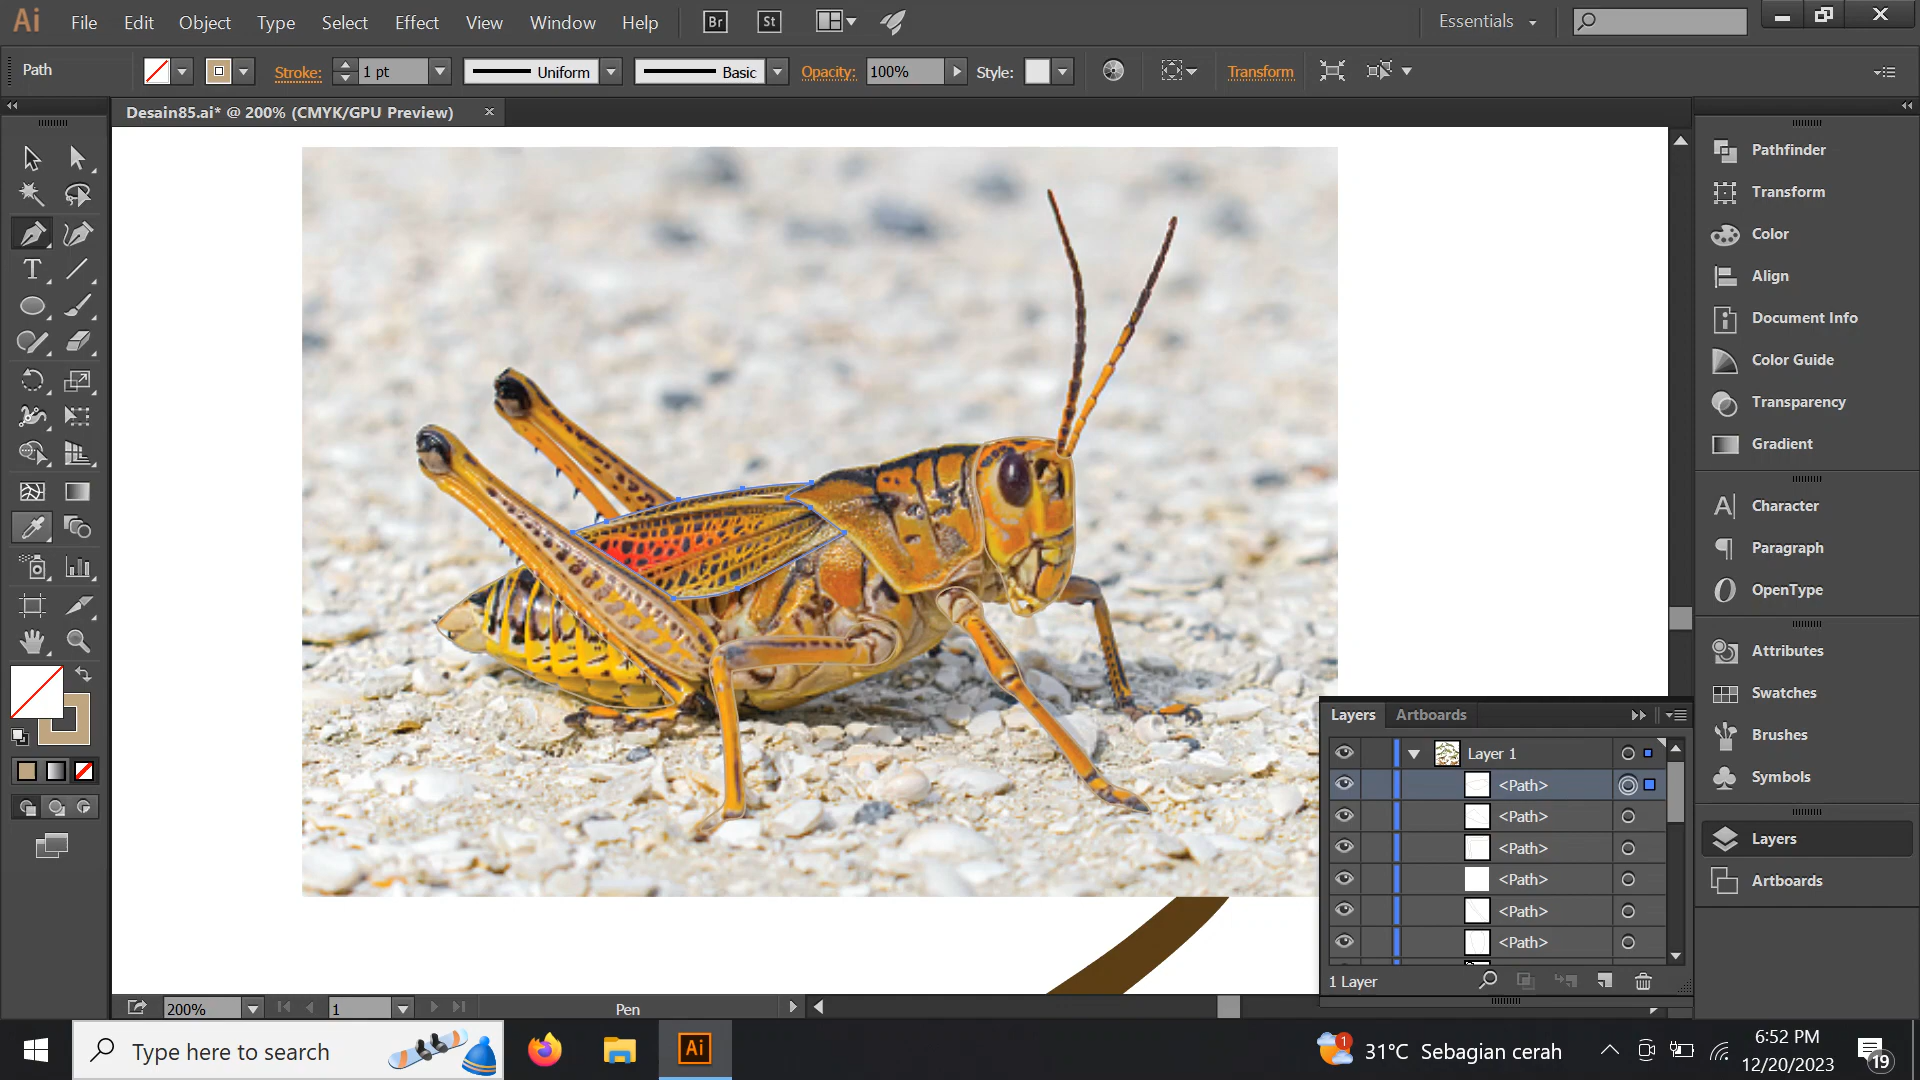 Ai File Edit Object Type Select Effect View Window Help Br St Essentials
Path Stroke: 1 pt Uniform Basic Opacity: 100% Style: Transform
Desain85.ai* @ 200% (CMYK/GPU Preview)
Pathfinder
Transform
Color
Align
Document Info
Color Guide
Transparency
Gradient
Character
Paragraph
OpenType
Attributes
Swatches
Brushes
Symbols
Layers
Artboards
Layers Artboards
Layer 1
<Path>
<Path>
<Path>
<Path>
<Path>
<Path>
1 Layer
200% 1 Pen
Type here to search
Ai
1
31°C Sebagian cerah
6:52 PM
12/20/2023
19